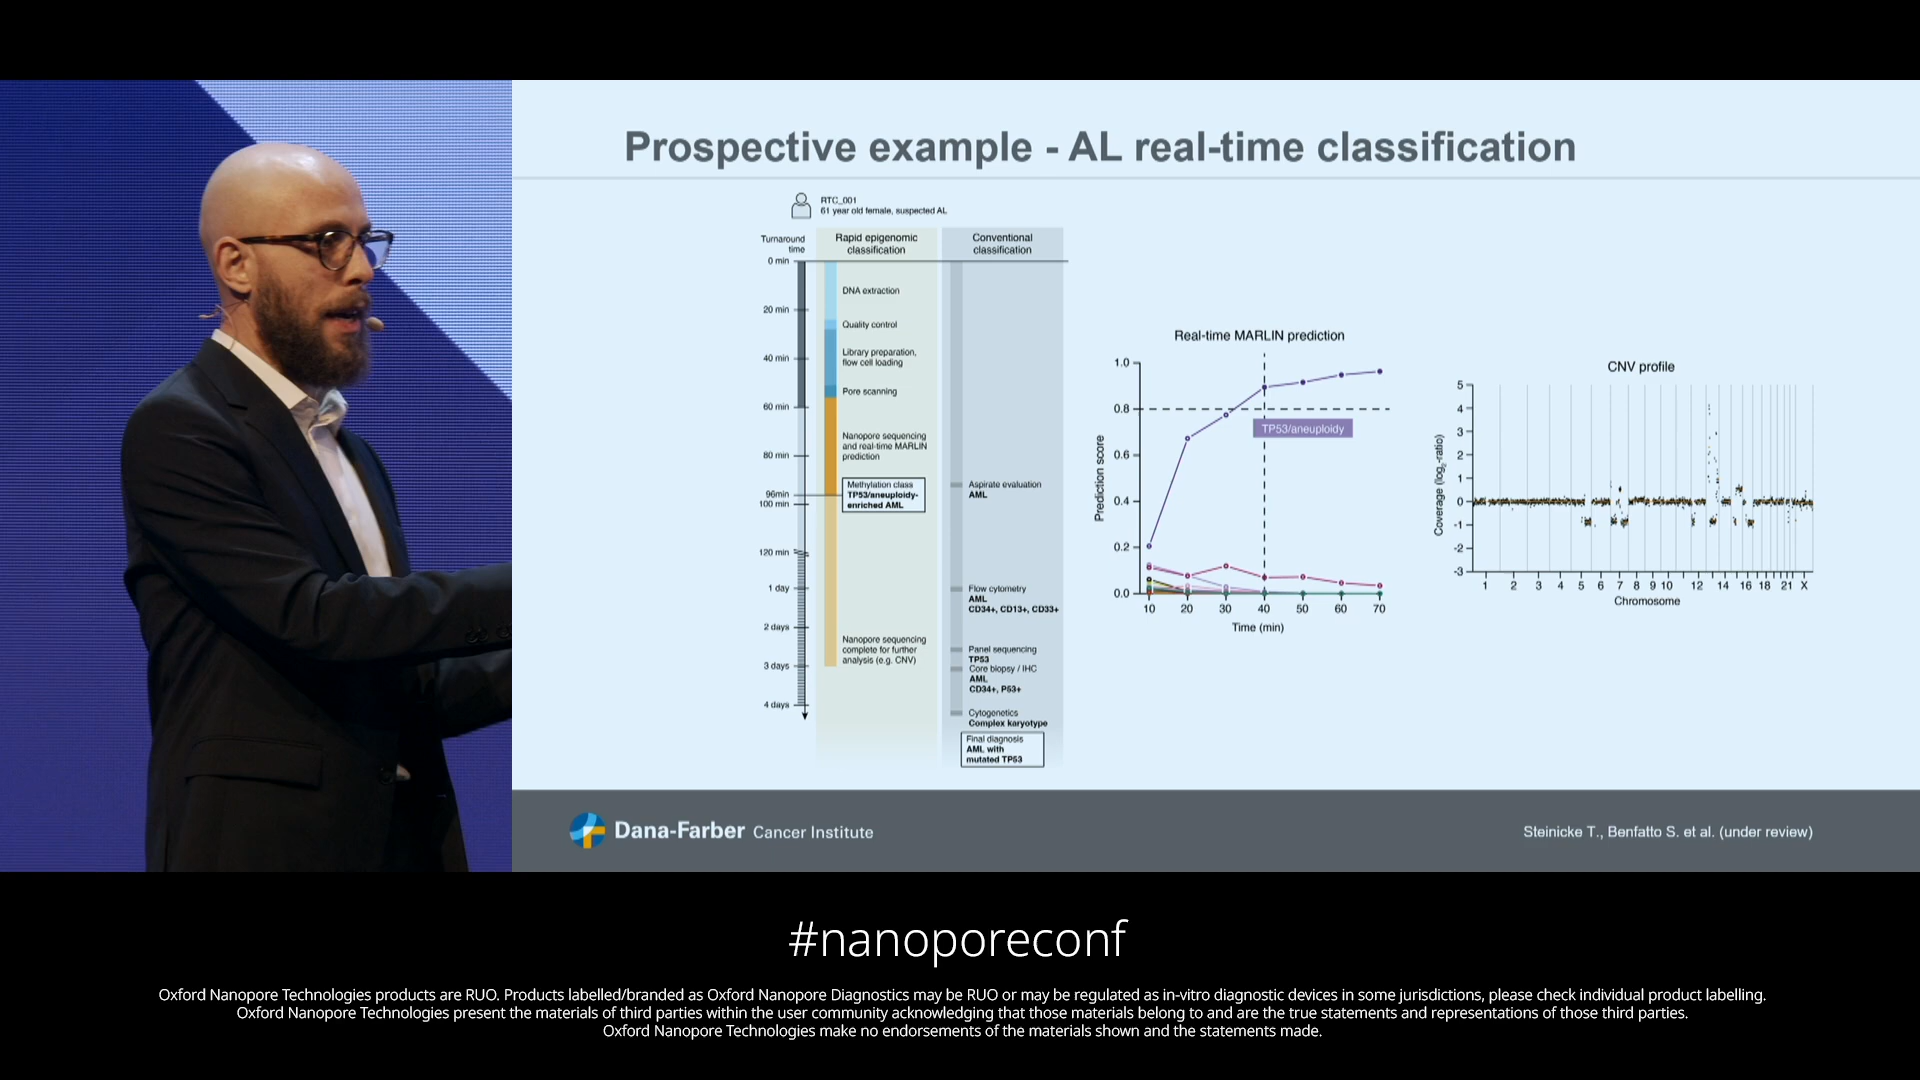 Prospective example - AL real-time classification
RTC_001
61 year old female, suspected AL
Turnaround
time
Rapid epigenomic
classification
Conventional
classification
0 min
20 min
40 min
60 min
80 min
96min
100 min
120 min
1 day
2 days
3 days
4 days
DNA extraction
Quality control
Library preparation,
flow cell loading
Pore scanning
Nanopore sequencing
and real-time MARLIN
prediction
Methylation class
TP53/aneuploidy-
enriched AML
Nanopore sequencing
complete for further
analysis (e.g. CNV)
Aspirate evaluation
AML
Flow cytometry
AML
CD34+, CD13+, CD33+
Panel sequencing
TP53
Core biopsy / IHC
AML
CD34+, P53+
Cytogenetics
Complex karyotype
Final diagnosis
AML with
mutated TP53
Real-time MARLIN prediction
Prediction score
1.0
0.8
0.6
0.4
0.2
0.0
TP53/aneuploidy
10 20 30 40 50 60 70
Time (min)
CNV profile
Coverage (log2-ratio)
5
4
3
2
1
0
-1
-2
-3
1 2 3 4 5 6 7 8 9 10 12 14 16 18 21 X
Chromosome
Dana-Farber Cancer Institute
Steinicke T., Benfatto S. et al. (under review)
#nanoporeconf
Oxford Nanopore Technologies products are RUO. Products labelled/branded as Oxford Nanopore Diagnostics may be RUO or may be regulated as in-vitro diagnostic devices in some jurisdictions, please check individual product labelling.
Oxford Nanopore Technologies present the materials of third parties within the user community acknowledging that those materials belong to and are the true statements and representations of those third parties.
Oxford Nanopore Technologies make no endorsements of the materials shown and the statements made.